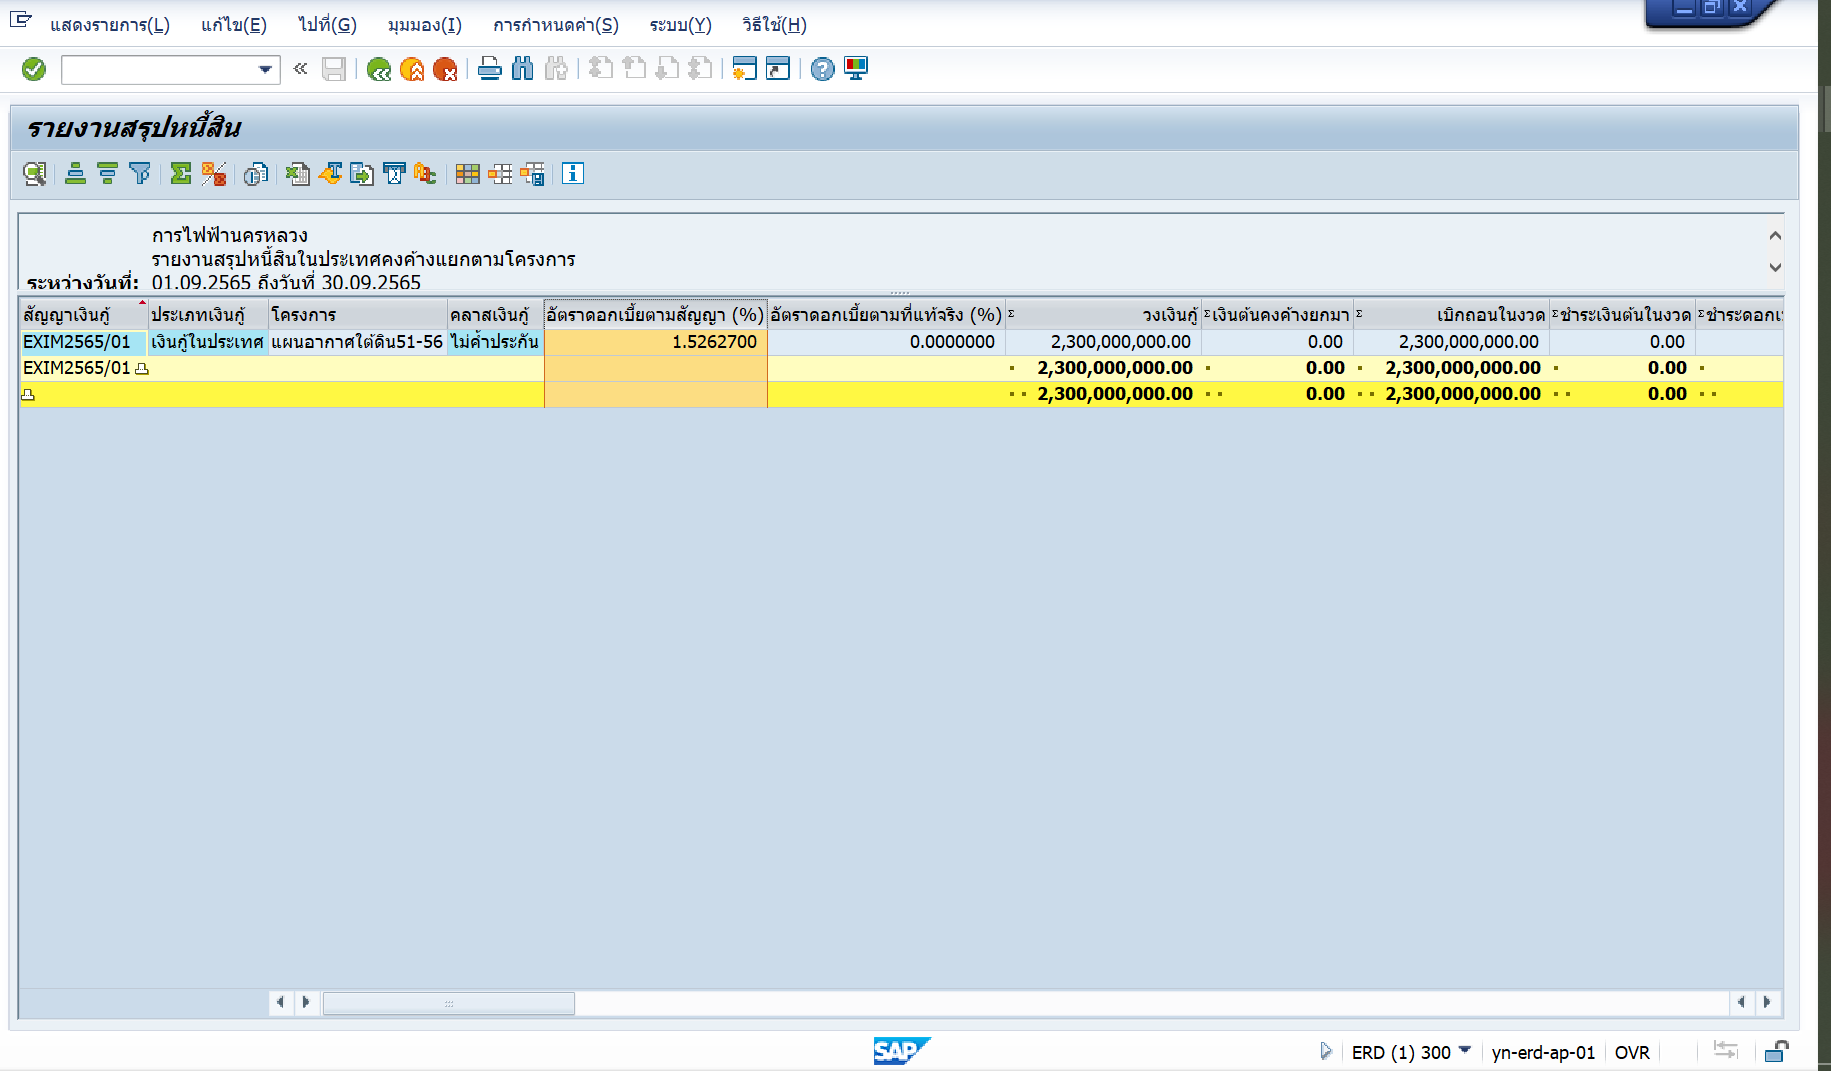 แสดงรายการ(L) แก้ไข(E) ไปที่(G) มุมมอง(I) การกำหนดค่า(S) ระบบ(Y) วิธีใช้(H)
รายงานสรุปหนี้สิน
การไฟฟ้านครหลวง
รายงานสรุปหนี้สินในประเทศคงค้างแยกตามโครงการ
ระหว่างวันที่: 01.09.2565 ถึงวันที่ 30.09.2565
สัญญาเงินกู้ ประเภทเงินกู้ โครงการ คลาสเงินกู้ อัตราดอกเบี้ยตามสัญญา (%) อัตราดอกเบี้ยตามที่แท้จริง (%) Σ วงเงินกู้ Σ เงินต้นคงค้างยกมา Σ เบิกถอนในงวด Σ ชำระเงินต้นในงวด Σ ชำระดอกเ
EXIM2565/01 เงินกู้ในประเทศ แผนอากาศใต้ดิน51-56 ไม่ค้ำประกัน 1.5262700 0.0000000 2,300,000,000.00 0.00 2,300,000,000.00 0.00
EXIM2565/01 2,300,000,000.00 0.00 2,300,000,000.00 0.00
2,300,000,000.00 0.00 2,300,000,000.00 0.00
SAP ERD (1) 300 yn-erd-ap-01 OVR